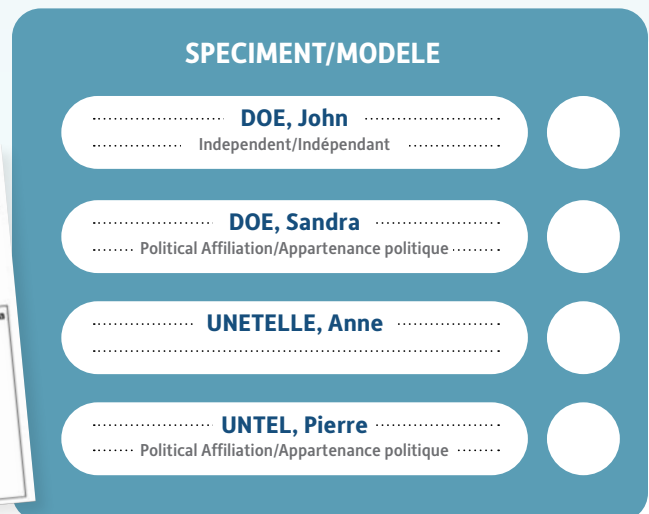 SPECIMENT/MODELE
DOE, John
Independent/Indépendant
DOE, Sandra
Political Affiliation/Appartenance politique
UNETELLE, Anne
UNTEL, Pierre
Political Affiliation/Appartenance politique